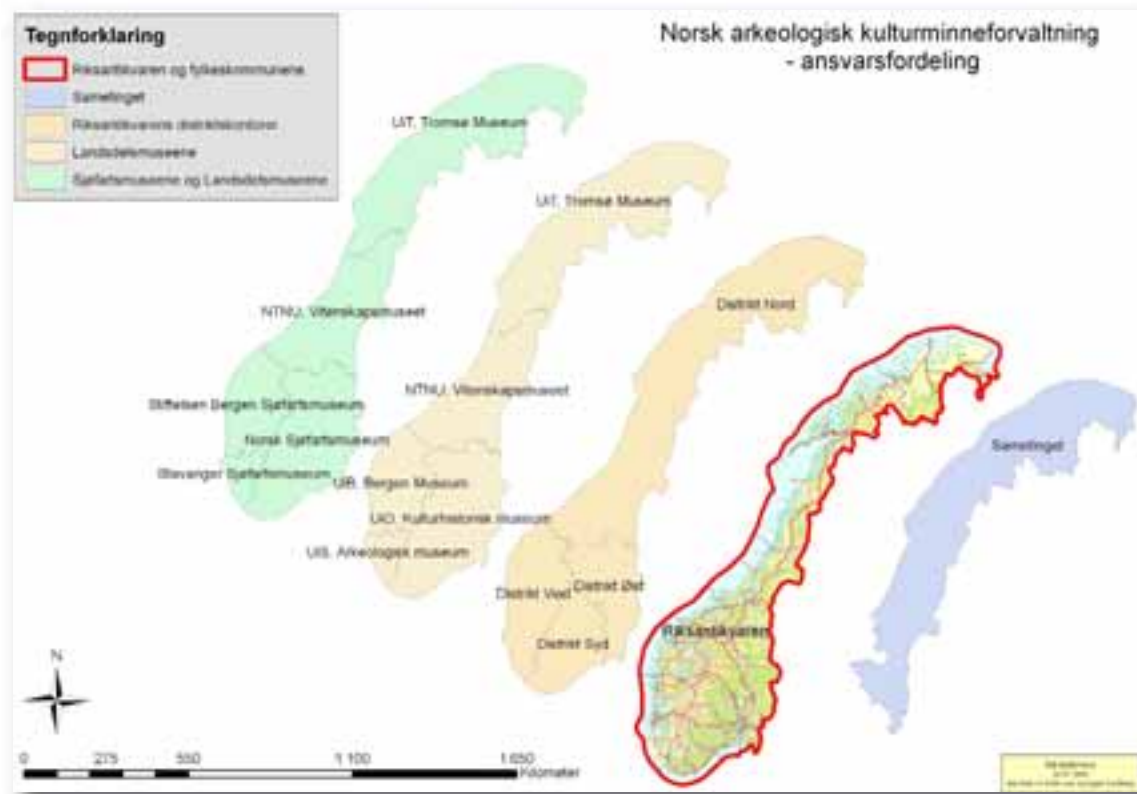 Norsk arkeologisk kulturminneforvaltning
- ansvarsfordeling
Tegnforklaring
Riksantikvaren og fylkeskommunene
Sametinget
Riksantikvarens distriktskontorer
Landsdelsmuseene
Sjøfartsmuseene og Landsdelsmuseene
UiT, Tromsø Museum
NTNU, Vitenskapsmuseet
Stiftelsen Bergen Sjøfartsmuseum
Norsk Sjøfartsmuseum
Stavanger Sjøfartsmuseum
UiT, Tromsø Museum
NTNU, Vitenskapsmuseet
UiB, Bergen Museum
UiO, Kulturhistorisk museum
UiS, Arkeologisk museum
Distrikt Nord
Distrikt Vest
Distrikt Øst
Distrikt Syd
Riksantikvaren
Sametinget
N
0 275 550 1 100 1 650
Kilometer